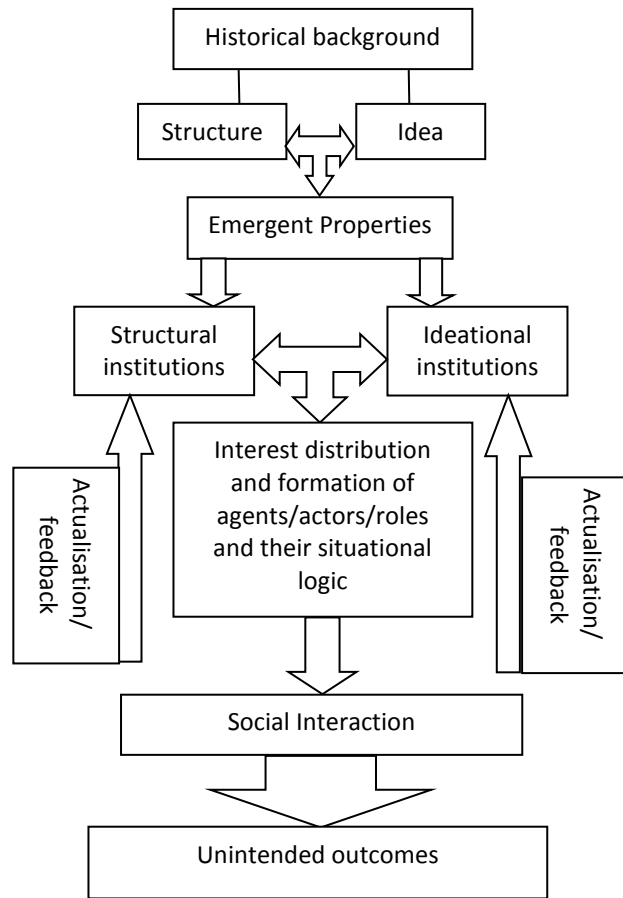 Historical background
Structure
Idea
Emergent Properties
Structural
institutions
Ideational
institutions
Interest distribution
and formation of
agents/actors/roles
and their situational
logic
Actualisation/
feedback
Actualisation/
feedback
Social Interaction
Unintended outcomes